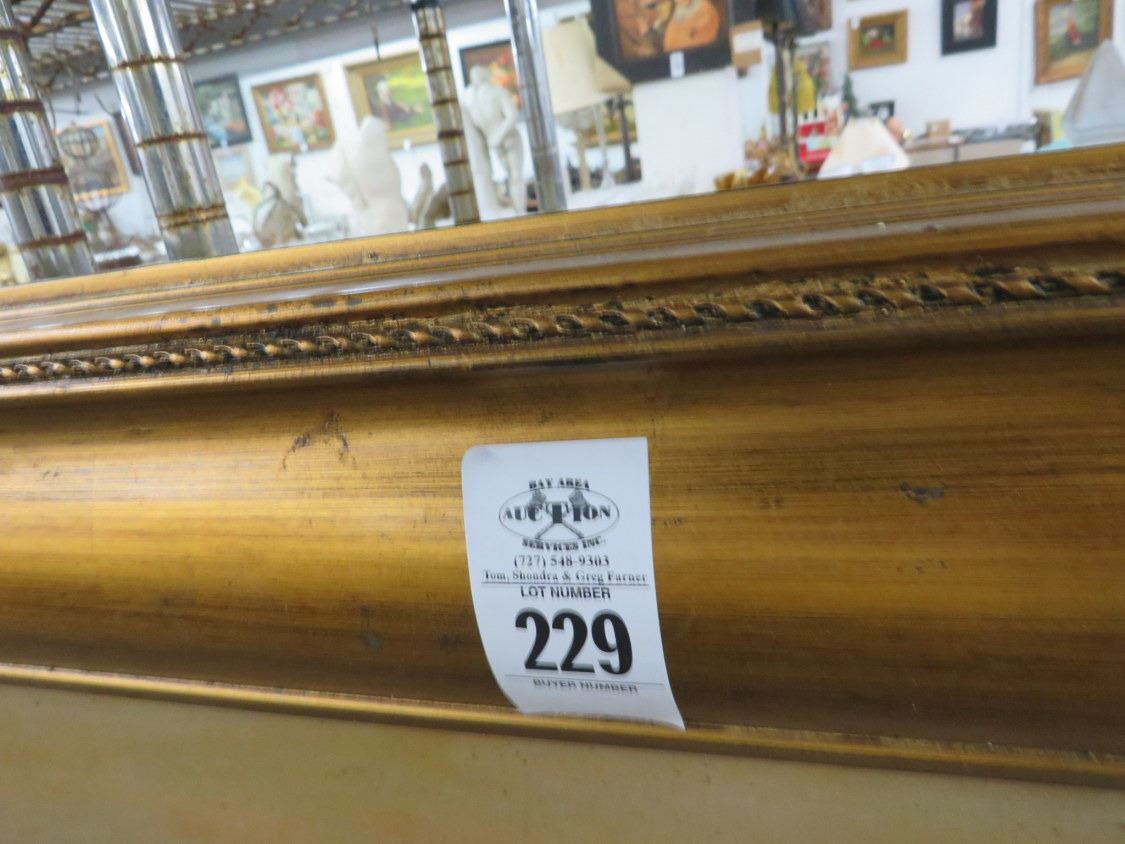 BAY AREA
AUCTION
SERVICES INC.
(727) 548-9303
Tom, Shondra & Greg Farner
LOT NUMBER
229
BUYER NUMBER